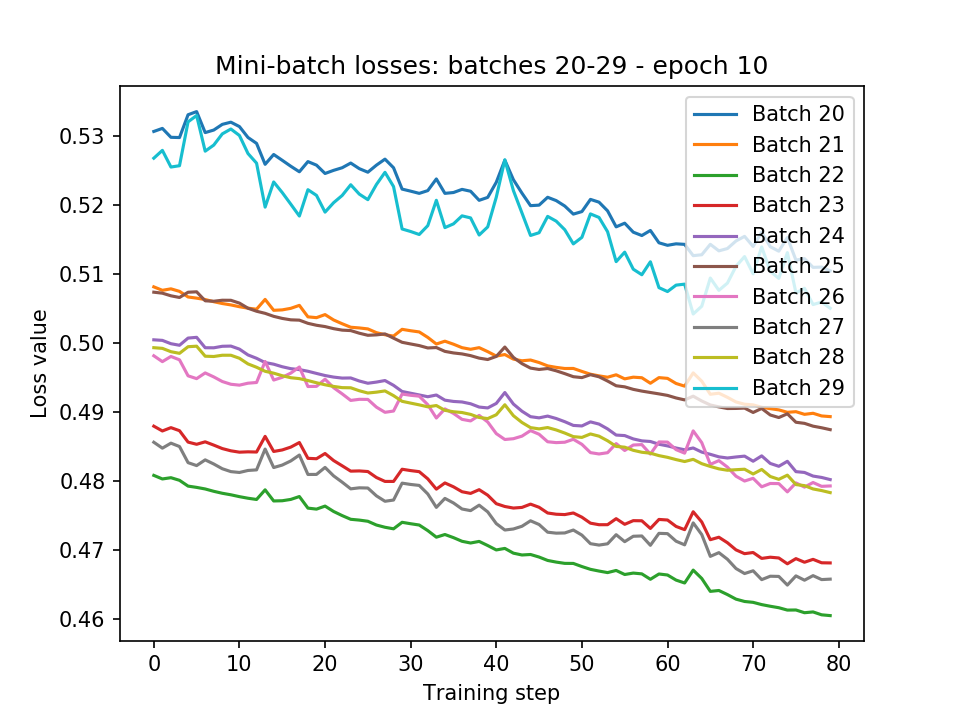 Mini-batch losses: batches 20-29 - epoch 10
Loss value
0.53
0.52
0.51
0.50
0.49
0.48
0.47
0.46
Batch 20
Batch 21
Batch 22
Batch 23
Batch 24
Batch 25
Batch 26
Batch 27
Batch 28
Batch 29
0 10 20 30 40 50 60 70 80
Training step